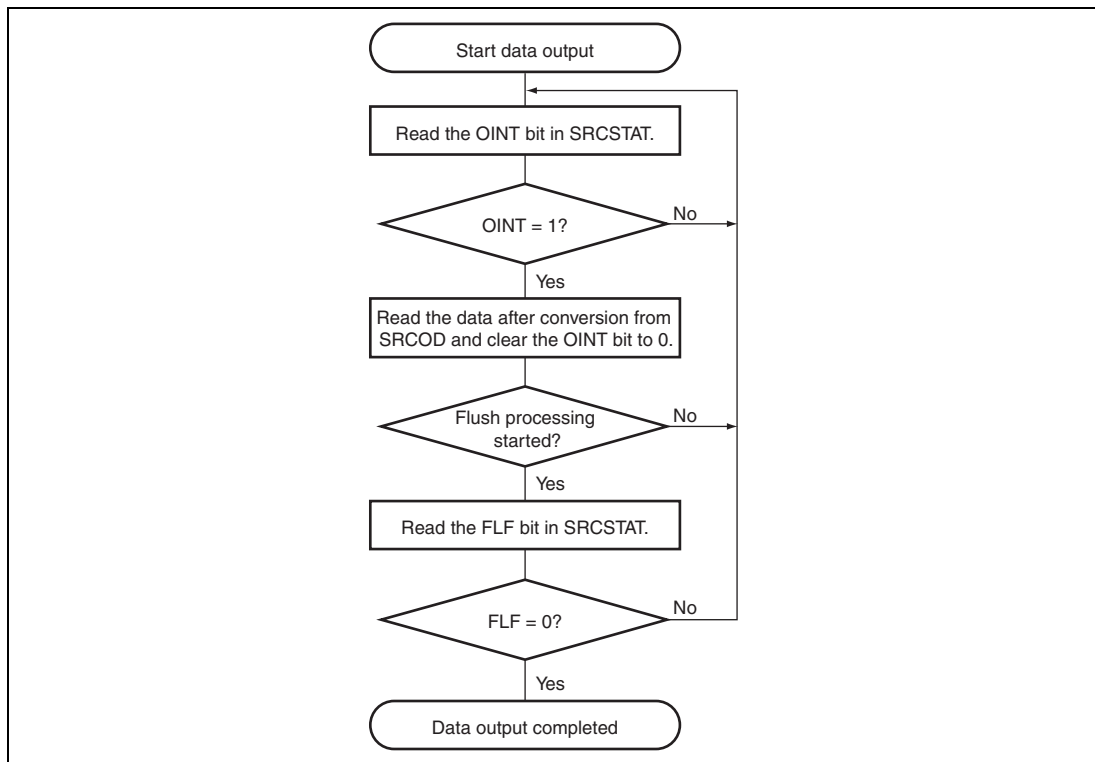 Start data output
Read the OINT bit in SRCSTAT.
OINT = 1?
No
Yes
Read the data after conversion from
SRCOD and clear the OINT bit to 0.
Flush processing
started?
No
Yes
Read the FLF bit in SRCSTAT.
FLF = 0?
No
Yes
Data output completed